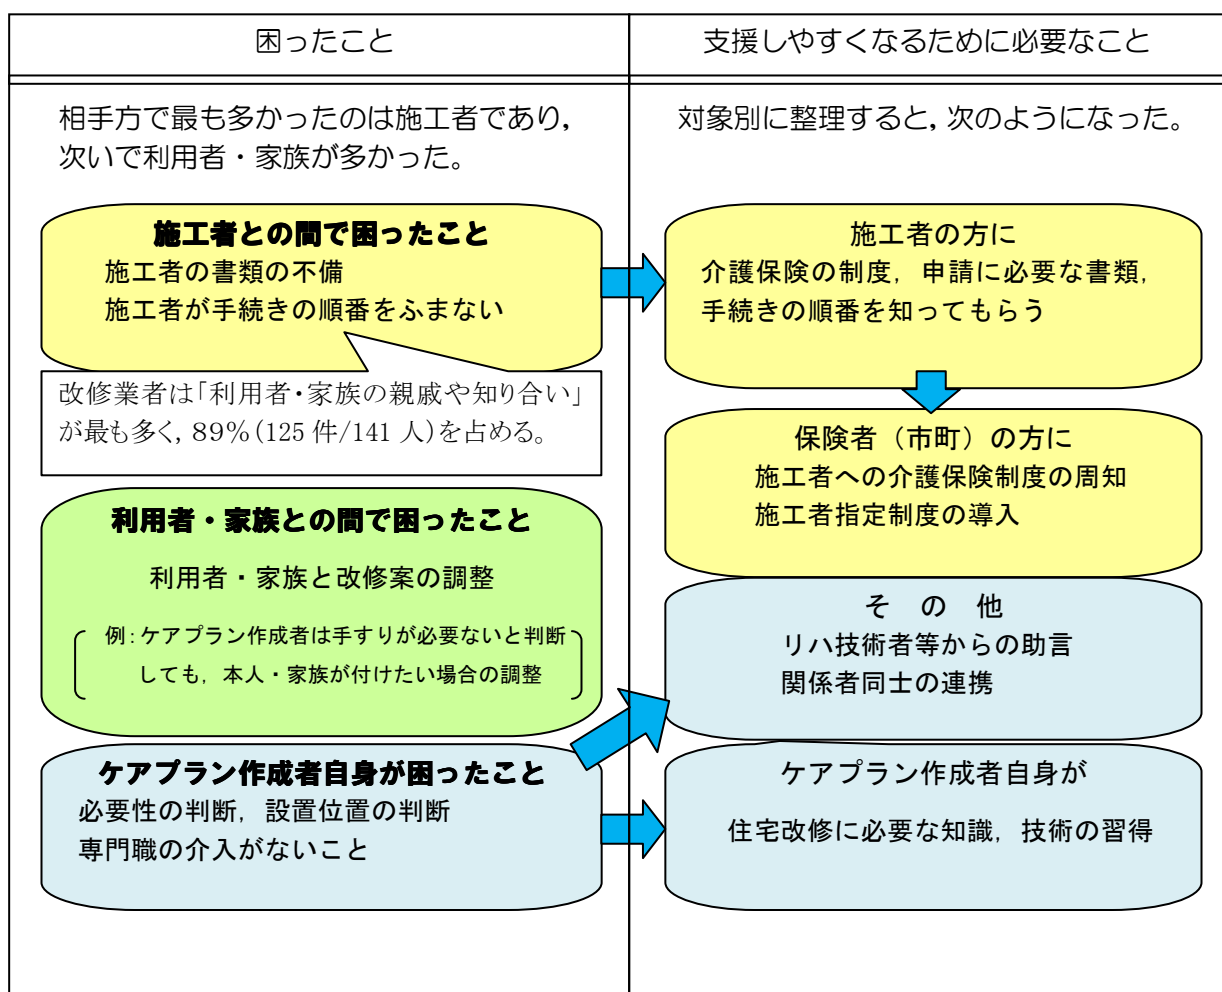 困ったこと
支援しやすくなるために必要なこと
相手方で最も多かったのは施工者であり，
次いで利用者・家族が多かった。
施工者との間で困ったこと
施工者の書類の不備
施工者が手続きの順番をふまない
改修業者は「利用者・家族の親戚や知り合い」
が最も多く，89％（125 件/141 人）を占める。
利用者・家族との間で困ったこと
利用者・家族と改修案の調整
例：ケアプラン作成者は手すりが必要ないと判断
しても，本人・家族が付けたい場合の調整
ケアプラン作成者自身が困ったこと
必要性の判断，設置位置の判断
専門職の介入がないこと
対象別に整理すると，次のようになった。
施工者の方に
介護保険の制度，申請に必要な書類，
手続きの順番を知ってもらう
保険者（市町）の方に
施工者への介護保険制度の周知
施工者指定制度の導入
そ の 他
リハ技術者等からの助言
関係者同士の連携
ケアプラン作成者自身が
住宅改修に必要な知識，技術の習得